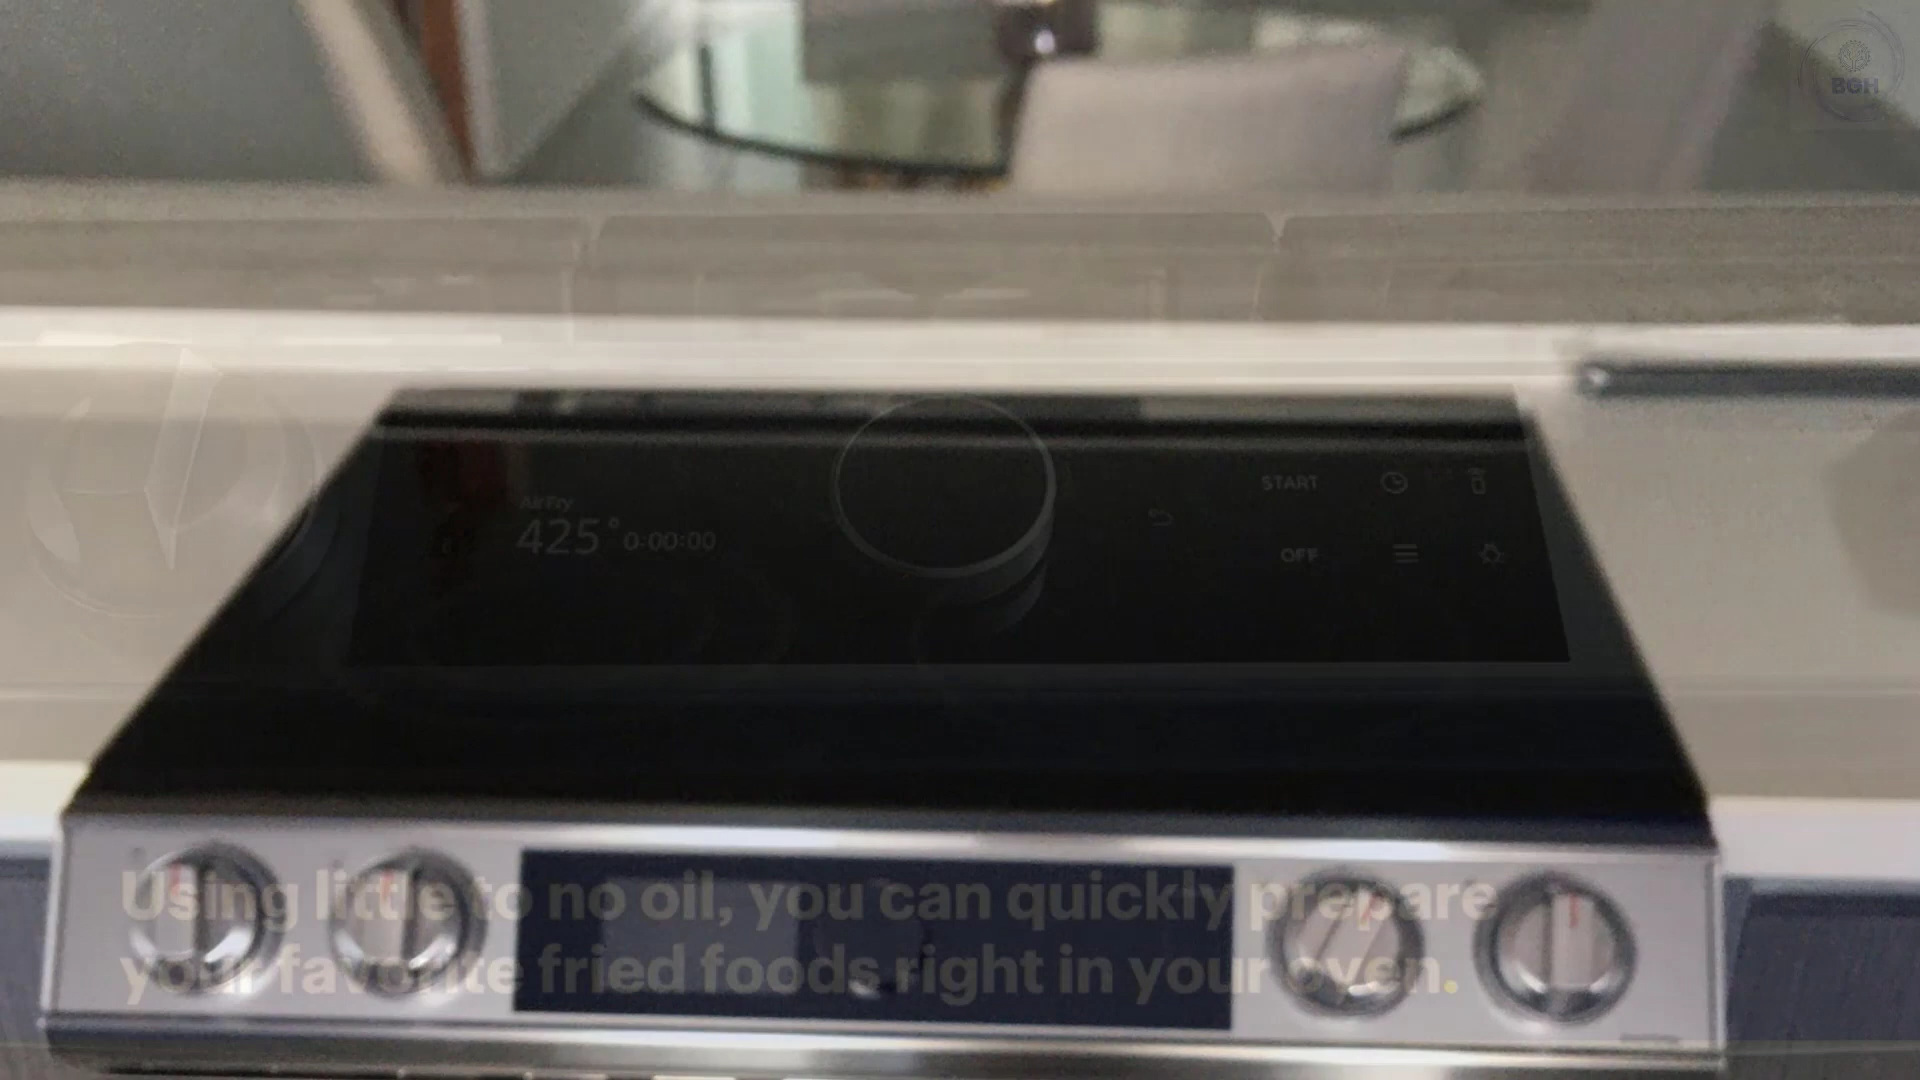 BGH
Air Fry
425° 0:00:00
START
OFF
Using little to no oil, you can quickly prepare
your favorite fried foods right in your oven.